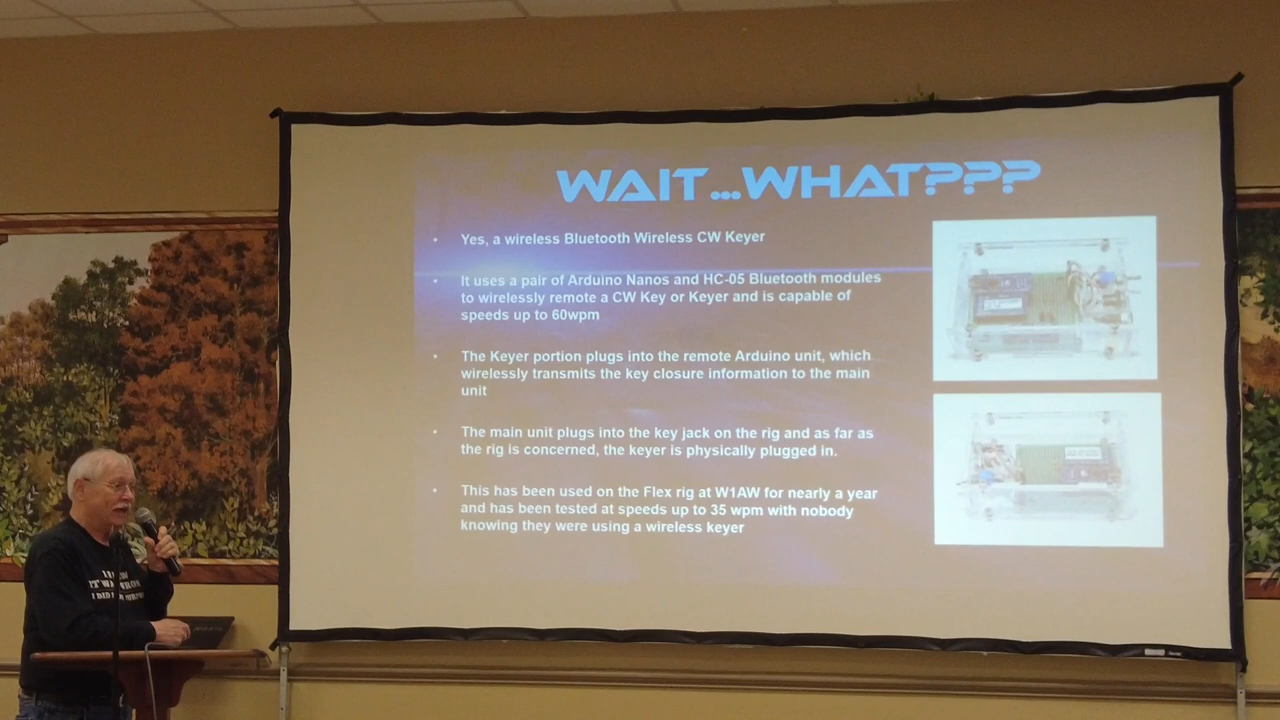 WAIT...WHAT???
• Yes, a wireless Bluetooth Wireless CW Keyer
• It uses a pair of Arduino Nanos and HC-05 Bluetooth modules
to wirelessly remote a CW Key or Keyer and is capable of
speeds up to 60wpm
• The Keyer portion plugs into the remote Arduino unit, which
wirelessly transmits the key closure information to the main
unit
• The main unit plugs into the key jack on the rig and as far as
the rig is concerned, the keyer is physically plugged in.
• This has been used on the Flex rig at W1AW for nearly a year
and has been tested at speeds up to 35 wpm with nobody
knowing they were using a wireless keyer
I DID